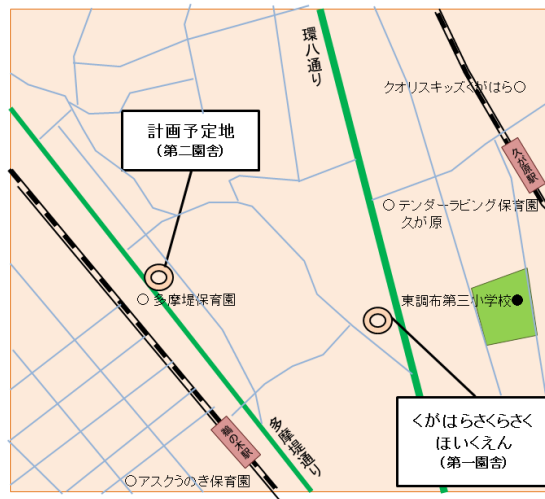 環八通り
クオリスキッズくがはら
計画予定地
(第二園舎)
久が原駅
テンダーラビング保育園
久が原
多摩堤保育園
東調布第三小学校
くがはらさくらさく
ほいくえん
(第一園舎)
多摩堤通り
鵜の木駅
アスクうのき保育園